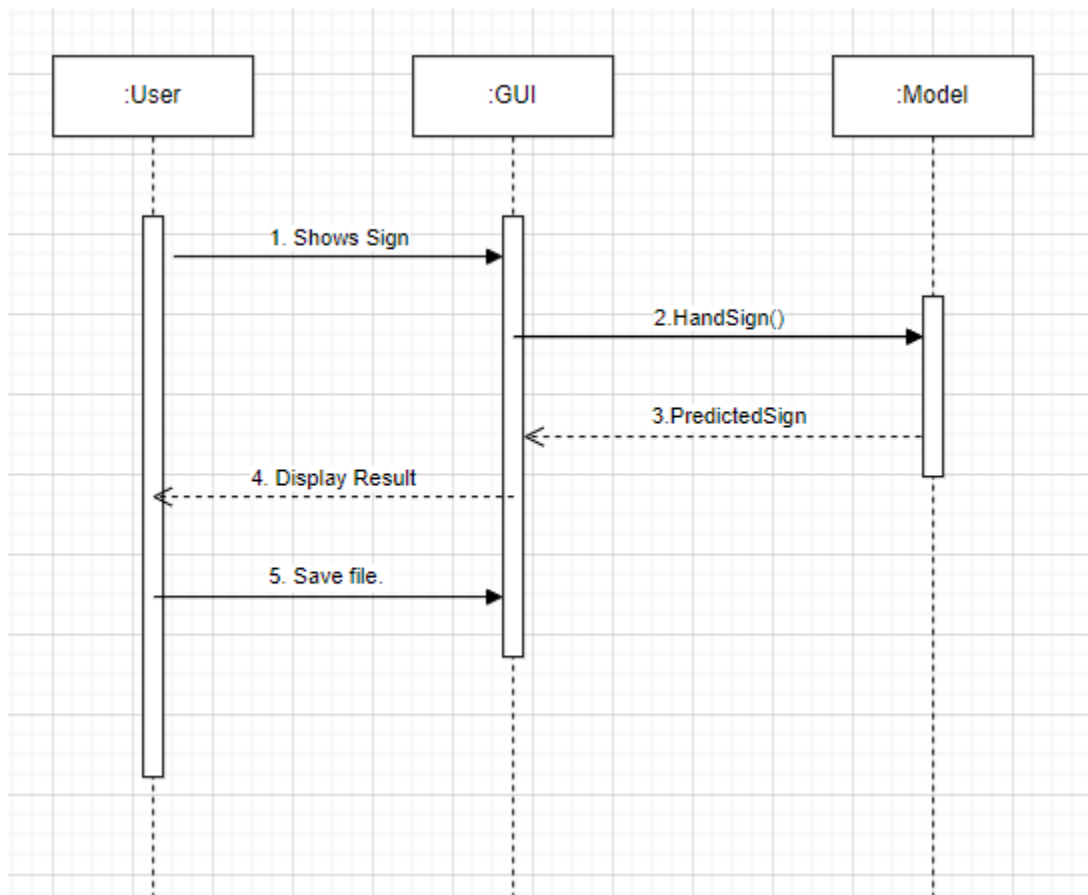 :User
:GUI
:Model
1. Shows Sign
2.HandSign()
3.PredictedSign
4. Display Result
5. Save file.